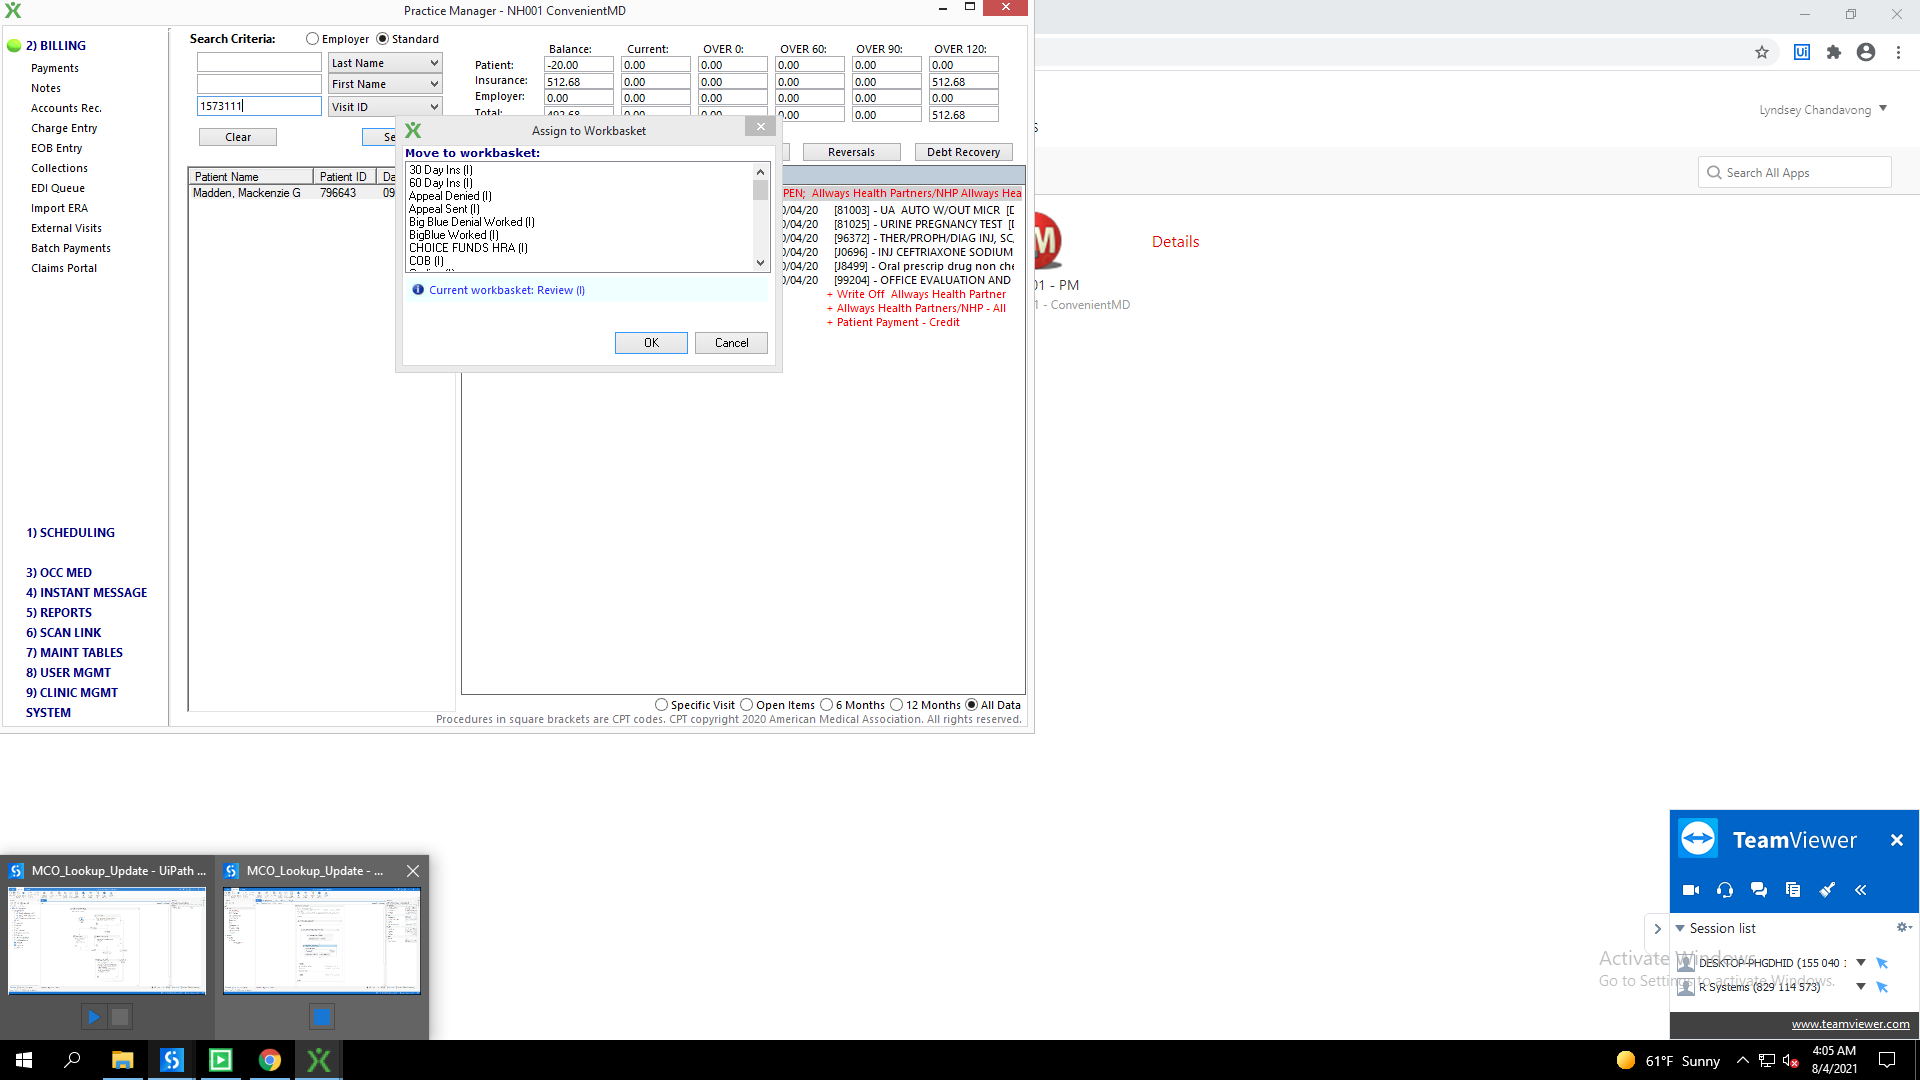 Practice Manager - NH001 ConvenientMD
2) BILLING
Payments
Notes
Accounts Rec.
Charge Entry
EOB Entry
Collections
EDI Queue
Import ERA
External Visits
Batch Payments
Claims Portal
1) SCHEDULING
3) OCC MED
4) INSTANT MESSAGE
5) REPORTS
6) SCAN LINK
7) MAINT TABLES
8) USER MGMT
9) CLINIC MGMT
SYSTEM
Search Criteria: Employer Standard
Last Name
First Name
1573111 Visit ID
Clear Se
Balance: Current: OVER 0: OVER 60: OVER 90: OVER 120:
Patient: -20.00 0.00 0.00 0.00 0.00 0.00
Insurance: 512.68 0.00 0.00 0.00 0.00 512.68
Employer: 0.00 0.00 0.00 0.00 0.00 0.00
Total: 492.68 0.00 0.00 0.00 0.00 512.68
Reversals Debt Recovery
Patient Name Patient ID Da
Madden, Mackenzie G 796643 09
Assign to Workbasket
Move to workbasket:
30 Day Ins (I)
60 Day Ins (I)
Appeal Denied (I)
Appeal Sent (I)
Big Blue Denial Worked (I)
BigBlue Worked (I)
CHOICE FUNDS HRA (I)
COB (I)
Current workbasket: Review (I)
OK Cancel
PEN; Allways Health Partners/NHP Allways Hea
0/04/20 [81003] - UA AUTO W/OUT MICR [D
0/04/20 [81025] - URINE PREGNANCY TEST [D
0/04/20 [96372] - THER/PROPH/DIAG INJ, SC,
0/04/20 [J0696] - INJ CEFTRIAXONE SODIUM
0/04/20 [J8499] - Oral prescrip drug non che
0/04/20 [99204] - OFFICE EVALUATION AND
+ Write Off Allways Health Partner
+ Allways Health Partners/NHP - All
+ Patient Payment - Credit
Specific Visit Open Items 6 Months 12 Months All Data
Procedures in square brackets are CPT codes. CPT copyright 2020 American Medical Association. All rights reserved.
Lyndsey Chandavong
s
Search All Apps
M
Details
01 - PM
1 - ConvenientMD
MCO_Lookup_Update - UiPath ...
MCO_Lookup_Update - ...
TeamViewer
Session list
DESKTOP-PHGDHID (155 040 :
R Systems (829 114 573)
www.teamviewer.com
Activate Windows
Go to Settings to activate Windows.
61°F Sunny
4:05 AM
8/4/2021